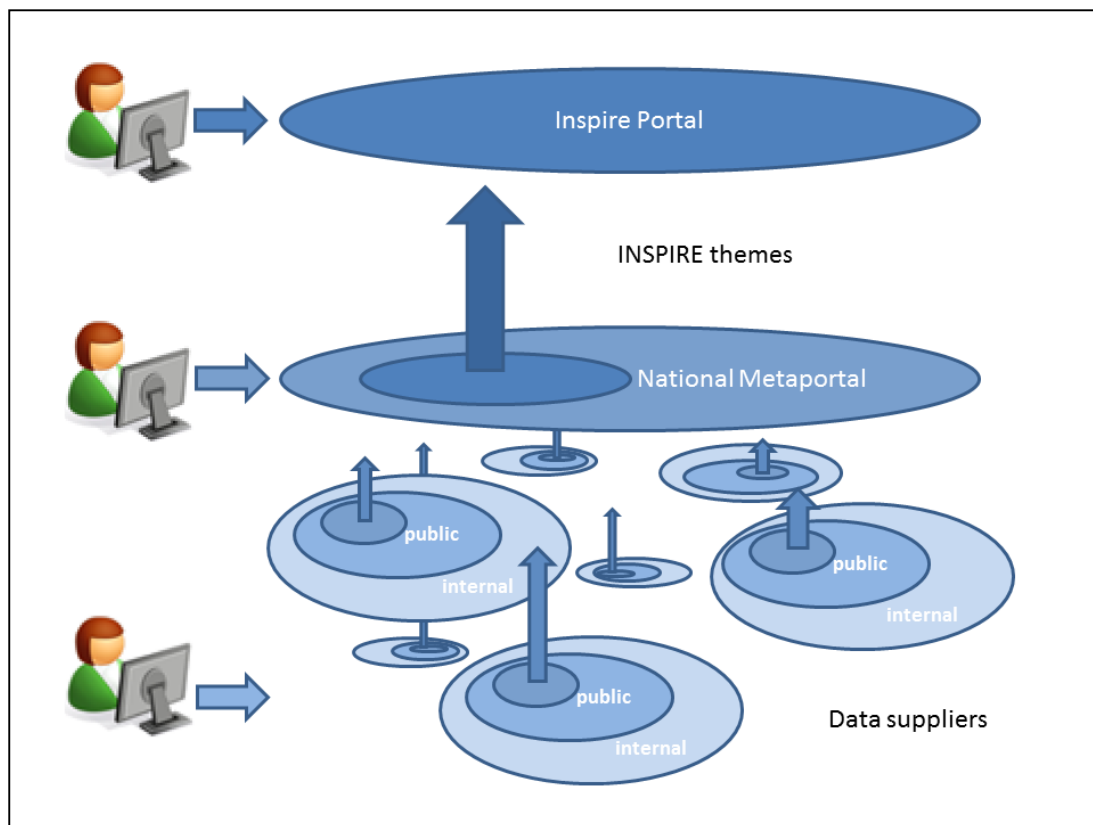 Inspire Portal
INSPIRE themes
National Metaportal
public
internal
public
internal
public
internal
Data suppliers